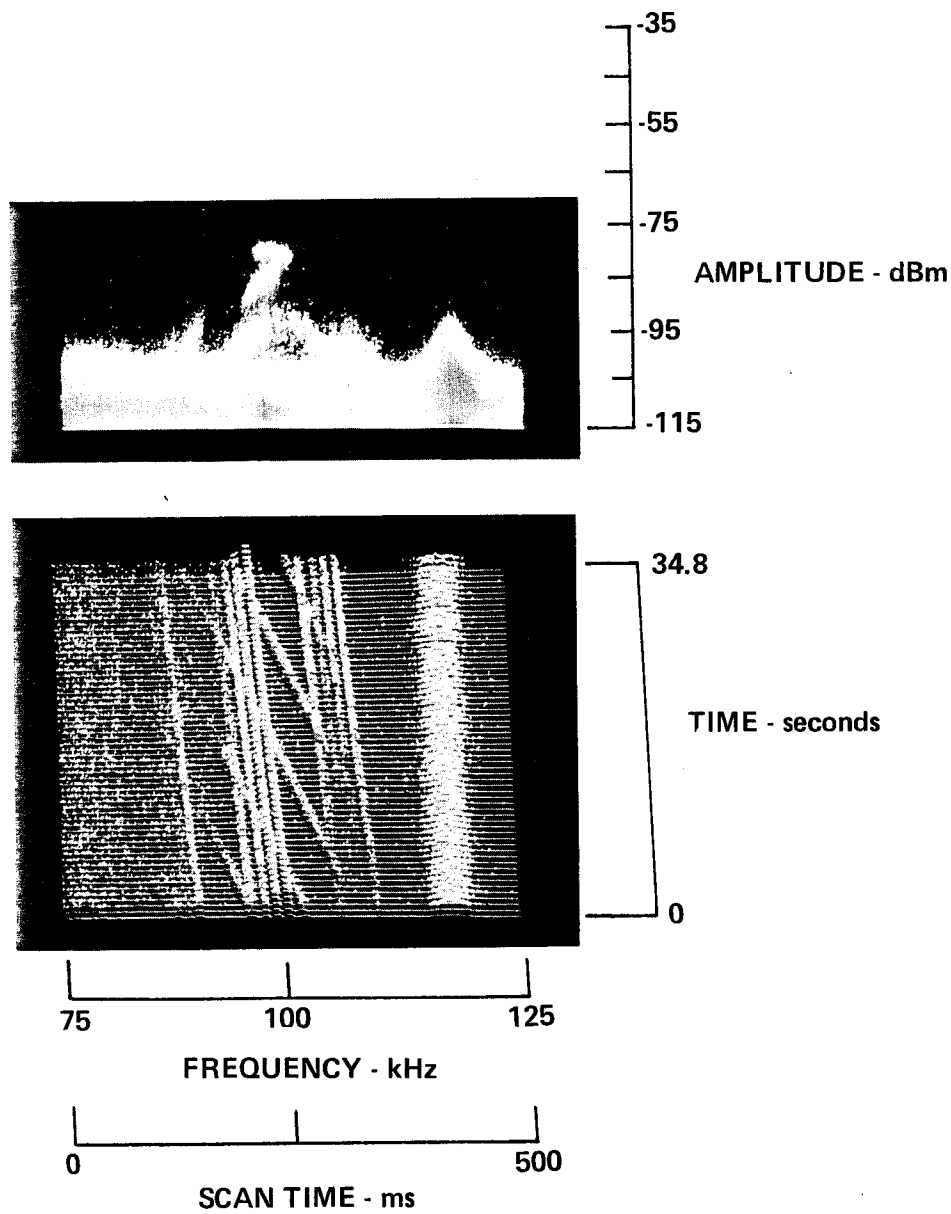 -35
-55
-75
AMPLITUDE - dBm
-95
-115
34.8
TIME - seconds
0
75 100 125
FREQUENCY - kHz
0 500
SCAN TIME - ms